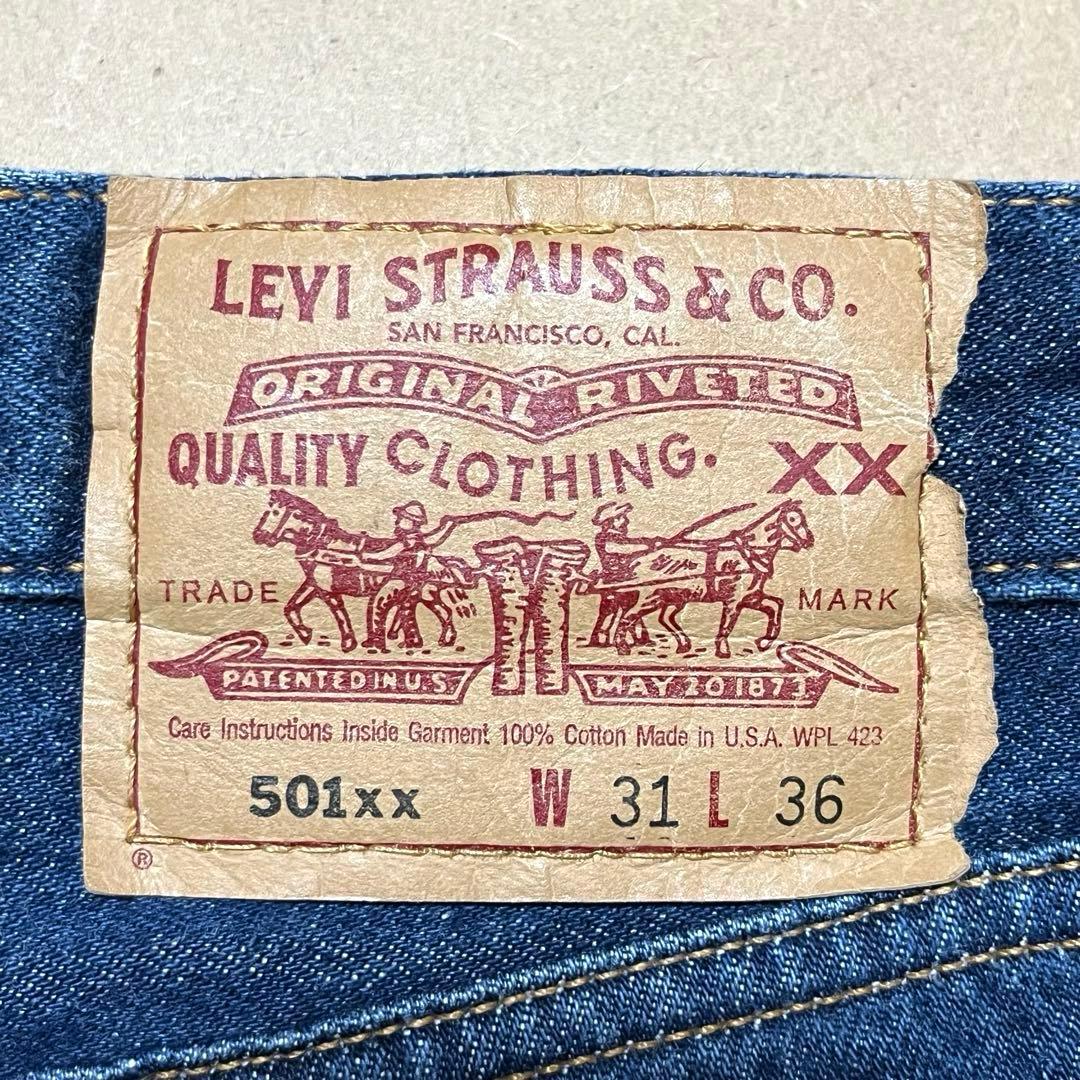 LEVI STRAUSS & CO.
SAN FRANCISCO, CAL.
ORIGINAL RIVETED
QUALITY CLOTHING. XX
TRADE MARK
PATENTED IN U.S. MAY 20 1873
Care Instructions Inside Garment 100% Cotton Made in U.S.A. WPL 423
501xx W 31 L 36
®